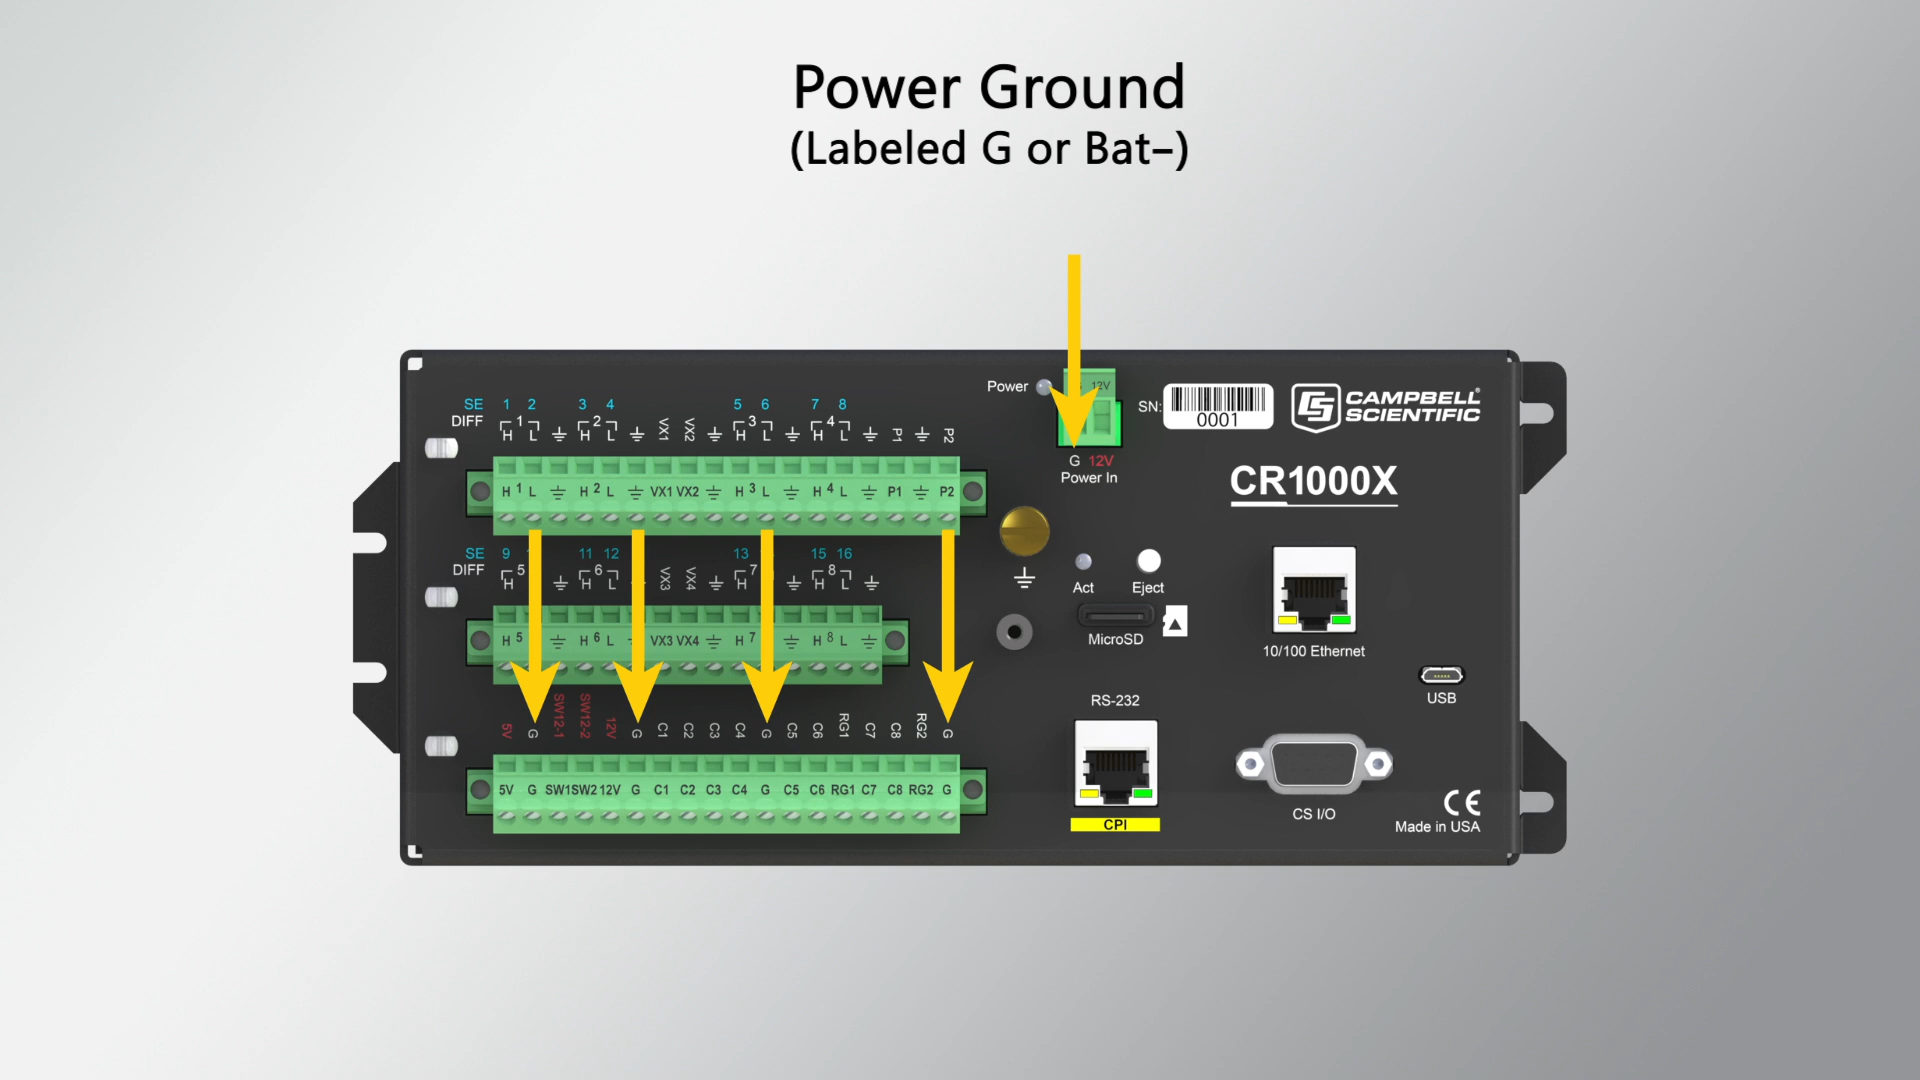 Power Ground
(Labeled G or Bat–)
Power
12V
SN:
0001
CAMPBELL
SCIENTIFIC
SE 1 2 3 4 5 6 7 8
DIFF 1 2 3 4
H L H L VX1 VX2 H L H L P1 P2
G 12V
Power In
CR1000X
H 1 L H 2 L VX1 VX2 H 3 L H 4 L P1 P2
SE 9 11 12 13 15 16
DIFF 5 6 7 8
H H L VX3 VX4 H H L
Act Eject
H 5 H 6 L VX3 VX4 H 7 H 8 L
MicroSD
10/100 Ethernet
USB
RS-232
5V G SW12-1 SW12-2 12V G C1 C2 C3 C4 G C5 C6 RG1 C7 C8 RG2 G
5V G SW1 SW2 12V G C1 C2 C3 C4 G C5 C6 RG1 C7 C8 RG2 G
CPI
CS I/O
CE
Made in USA